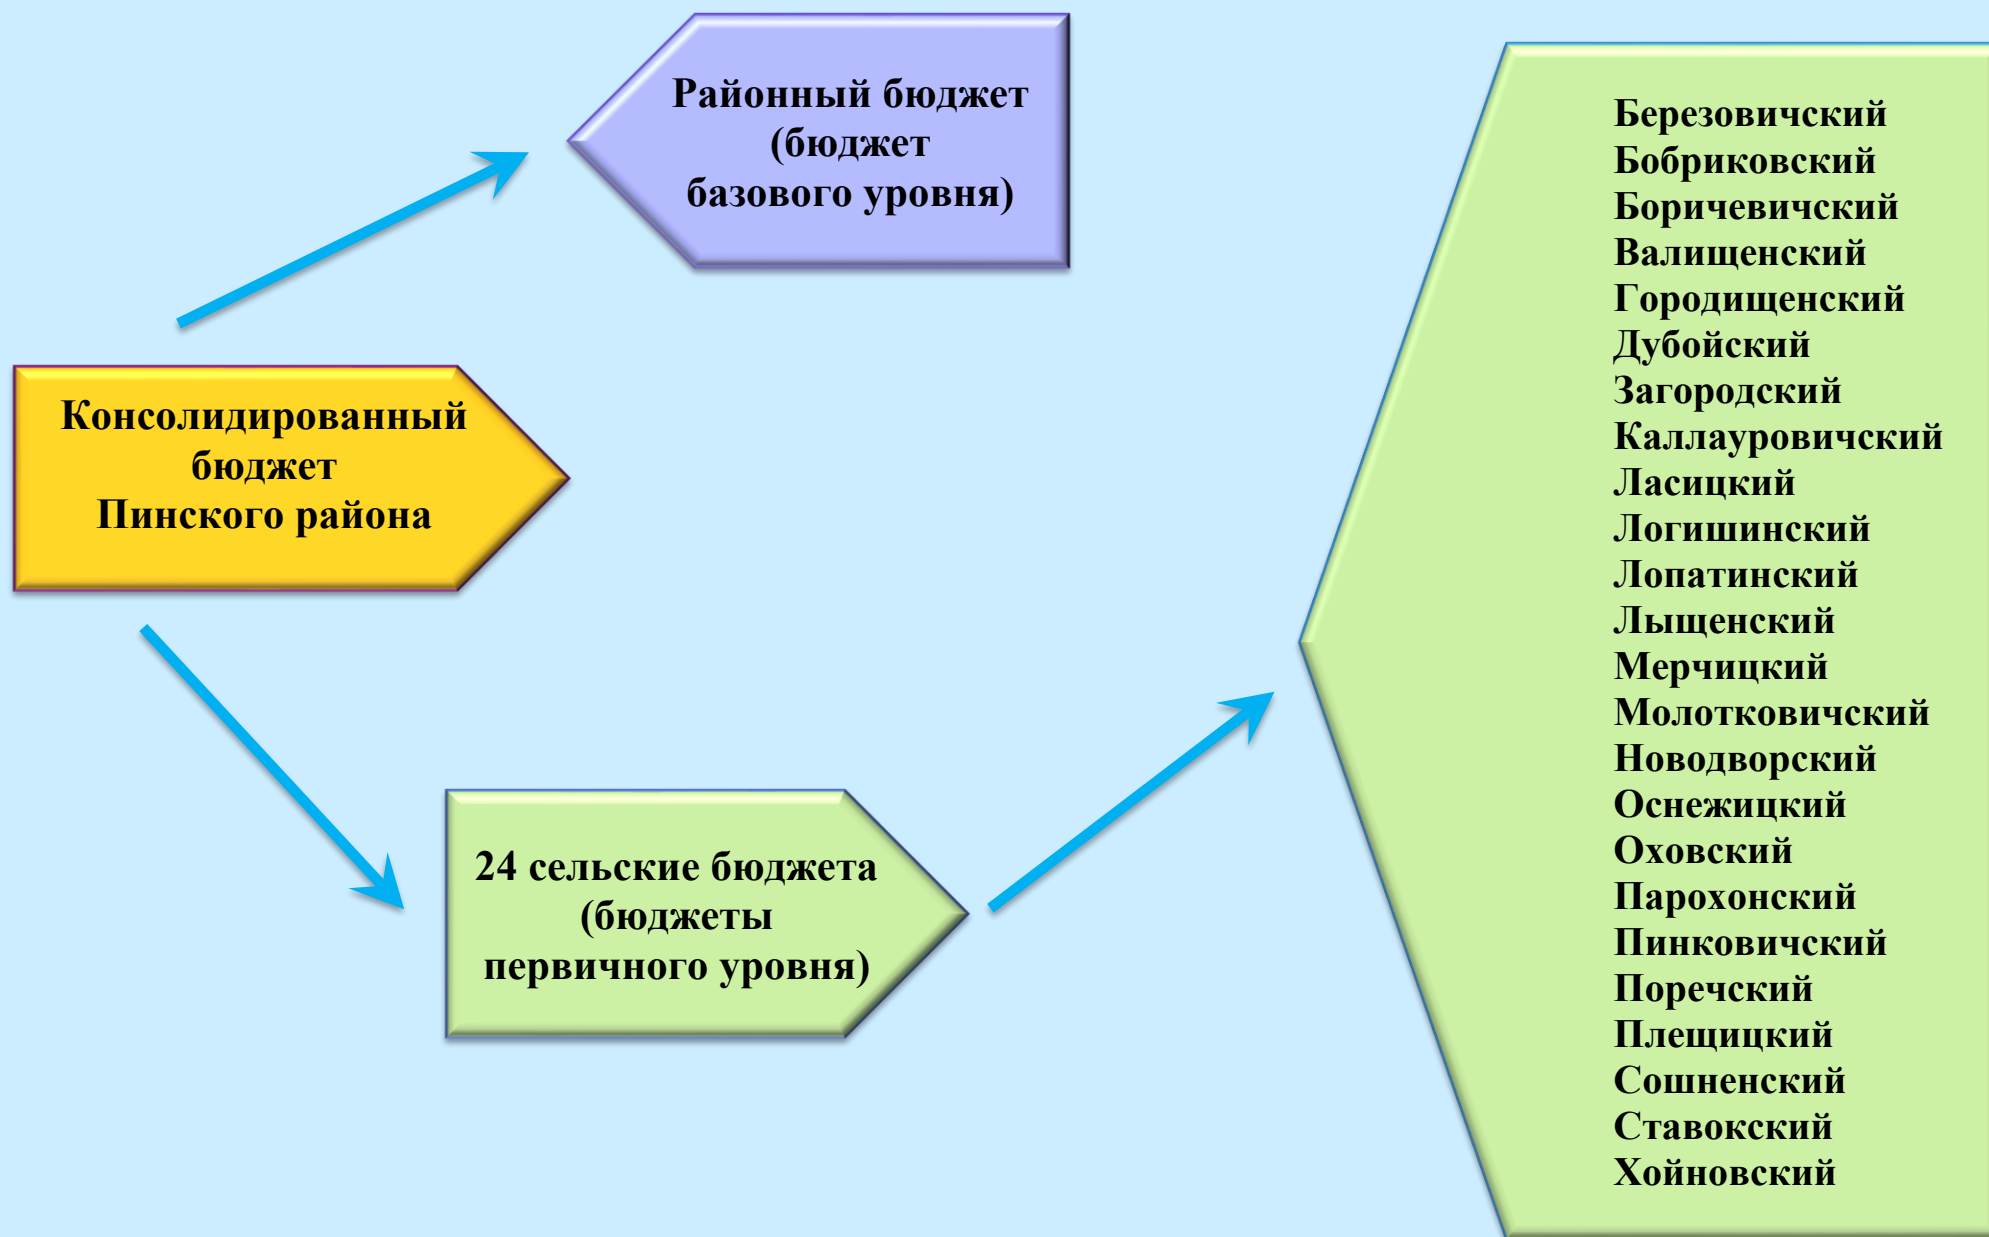 Районный бюджет
(бюджет
базового уровня)
Консолидированный
бюджет
Пинского района
24 сельские бюджета
(бюджеты
первичного уровня)
Березовичский
Бобриковский
Боричевичский
Валищенский
Городищенский
Дубойский
Загородский
Каллауровичский
Ласицкий
Логишинский
Лопатинский
Лыщенский
Мерчицкий
Молотковичский
Новодворский
Оснежицкий
Оховский
Парохонский
Пинковичский
Поречский
Плещицкий
Сошненский
Ставокский
Хойновский